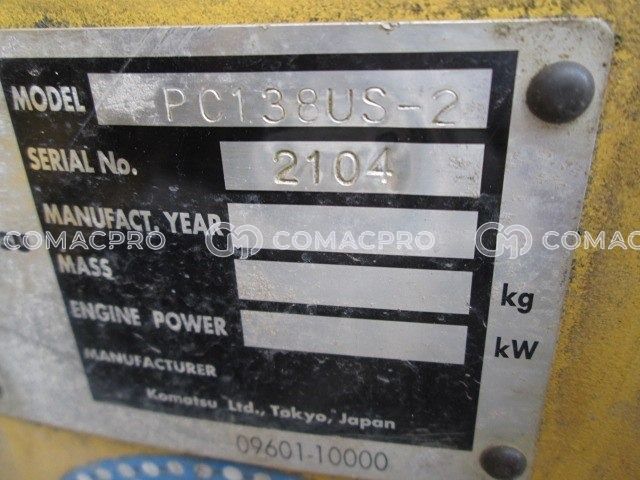 MODEL PC138US-2
SERIAL No. 2104
MANUFACT. YEAR
COMACPRO COMACPRO COMACPRO
MASS kg
ENGINE POWER kW
MANUFACTURER
Komatsu Ltd., Tokyo, Japan
09601-10000